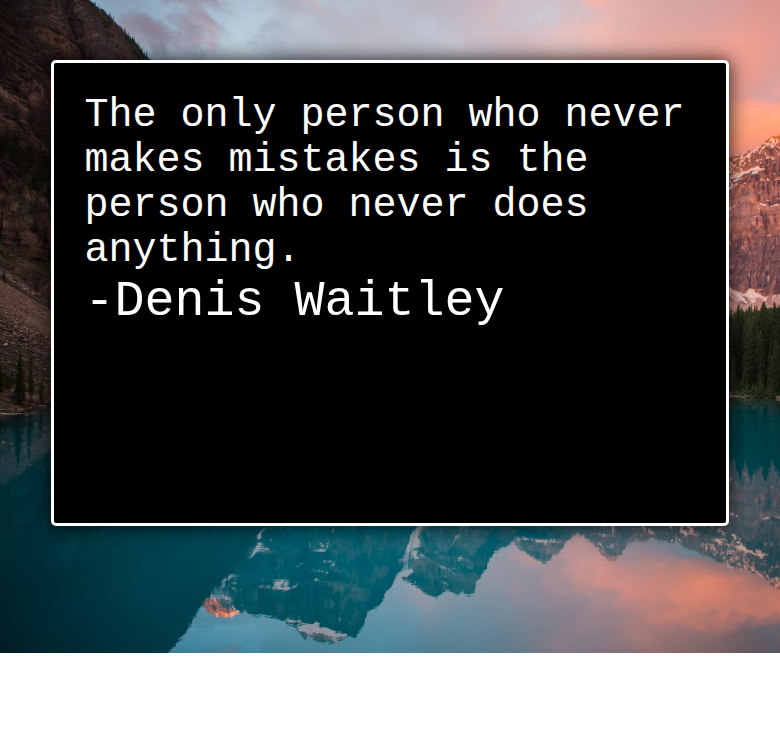 The only person who never
makes mistakes is the
person who never does
anything.
-Denis Waitley